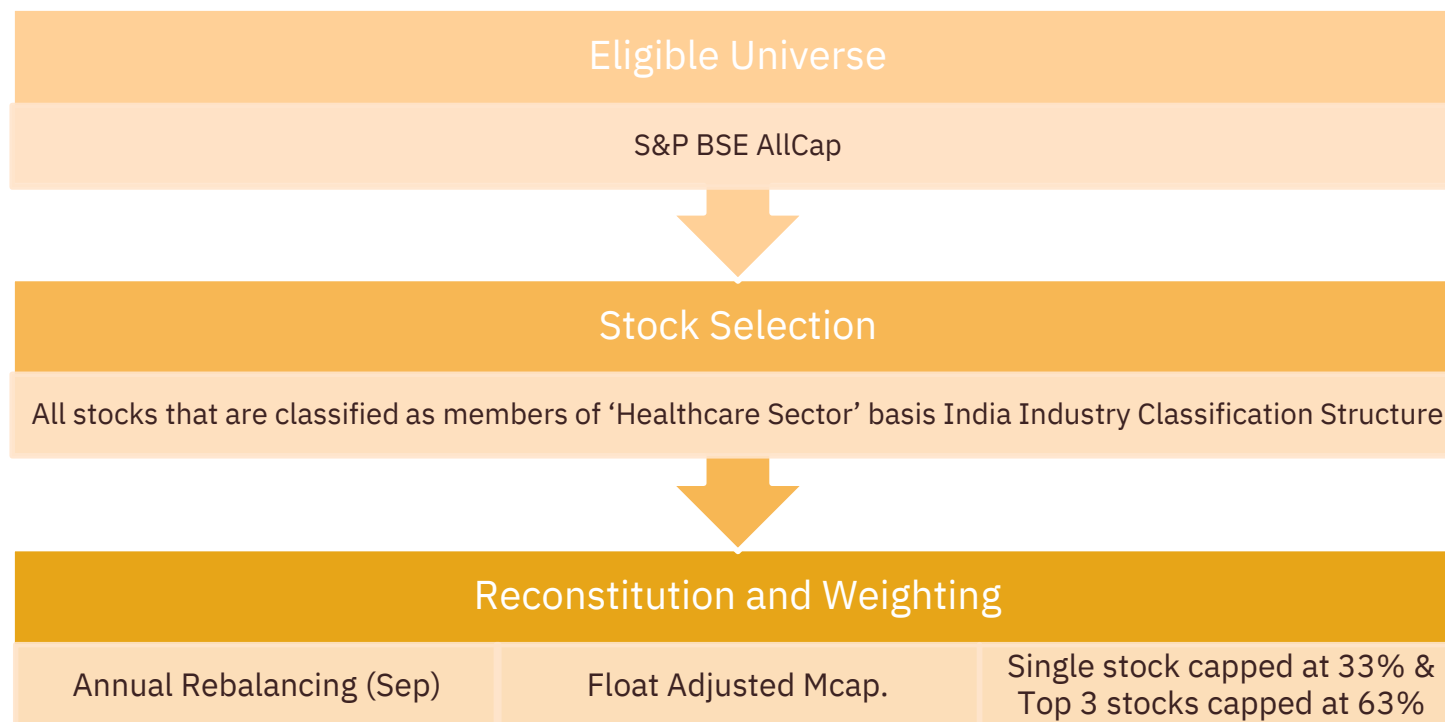 Eligible Universe
S&P BSE AllCap
Stock Selection
All stocks that are classified as members of ‘Healthcare Sector’ basis India Industry Classification Structure
Reconstitution and Weighting
Annual Rebalancing (Sep)
Float Adjusted Mcap.
Single stock capped at 33% &
Top 3 stocks capped at 63%